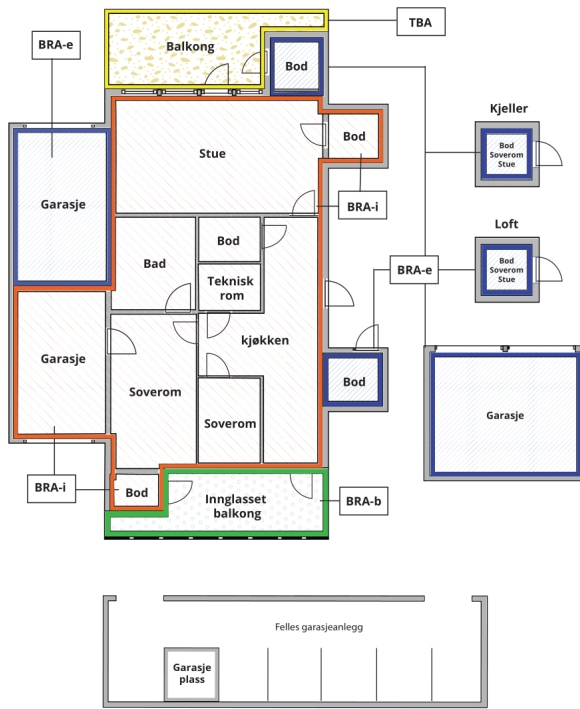 TBA
BRA-e
Balkong
Bod
Kjeller
Bod
Soverom
Stue
Stue
Bod
Garasje
BRA-i
Loft
Bod
Bad
Teknisk
rom
BRA-e
Bod
Soverom
Stue
Garasje
kjøkken
Soverom
Bod
Soverom
Garasje
BRA-i
Bod
Innglasset
balkong
BRA-b
Felles garasjeanlegg
Garasje
plass